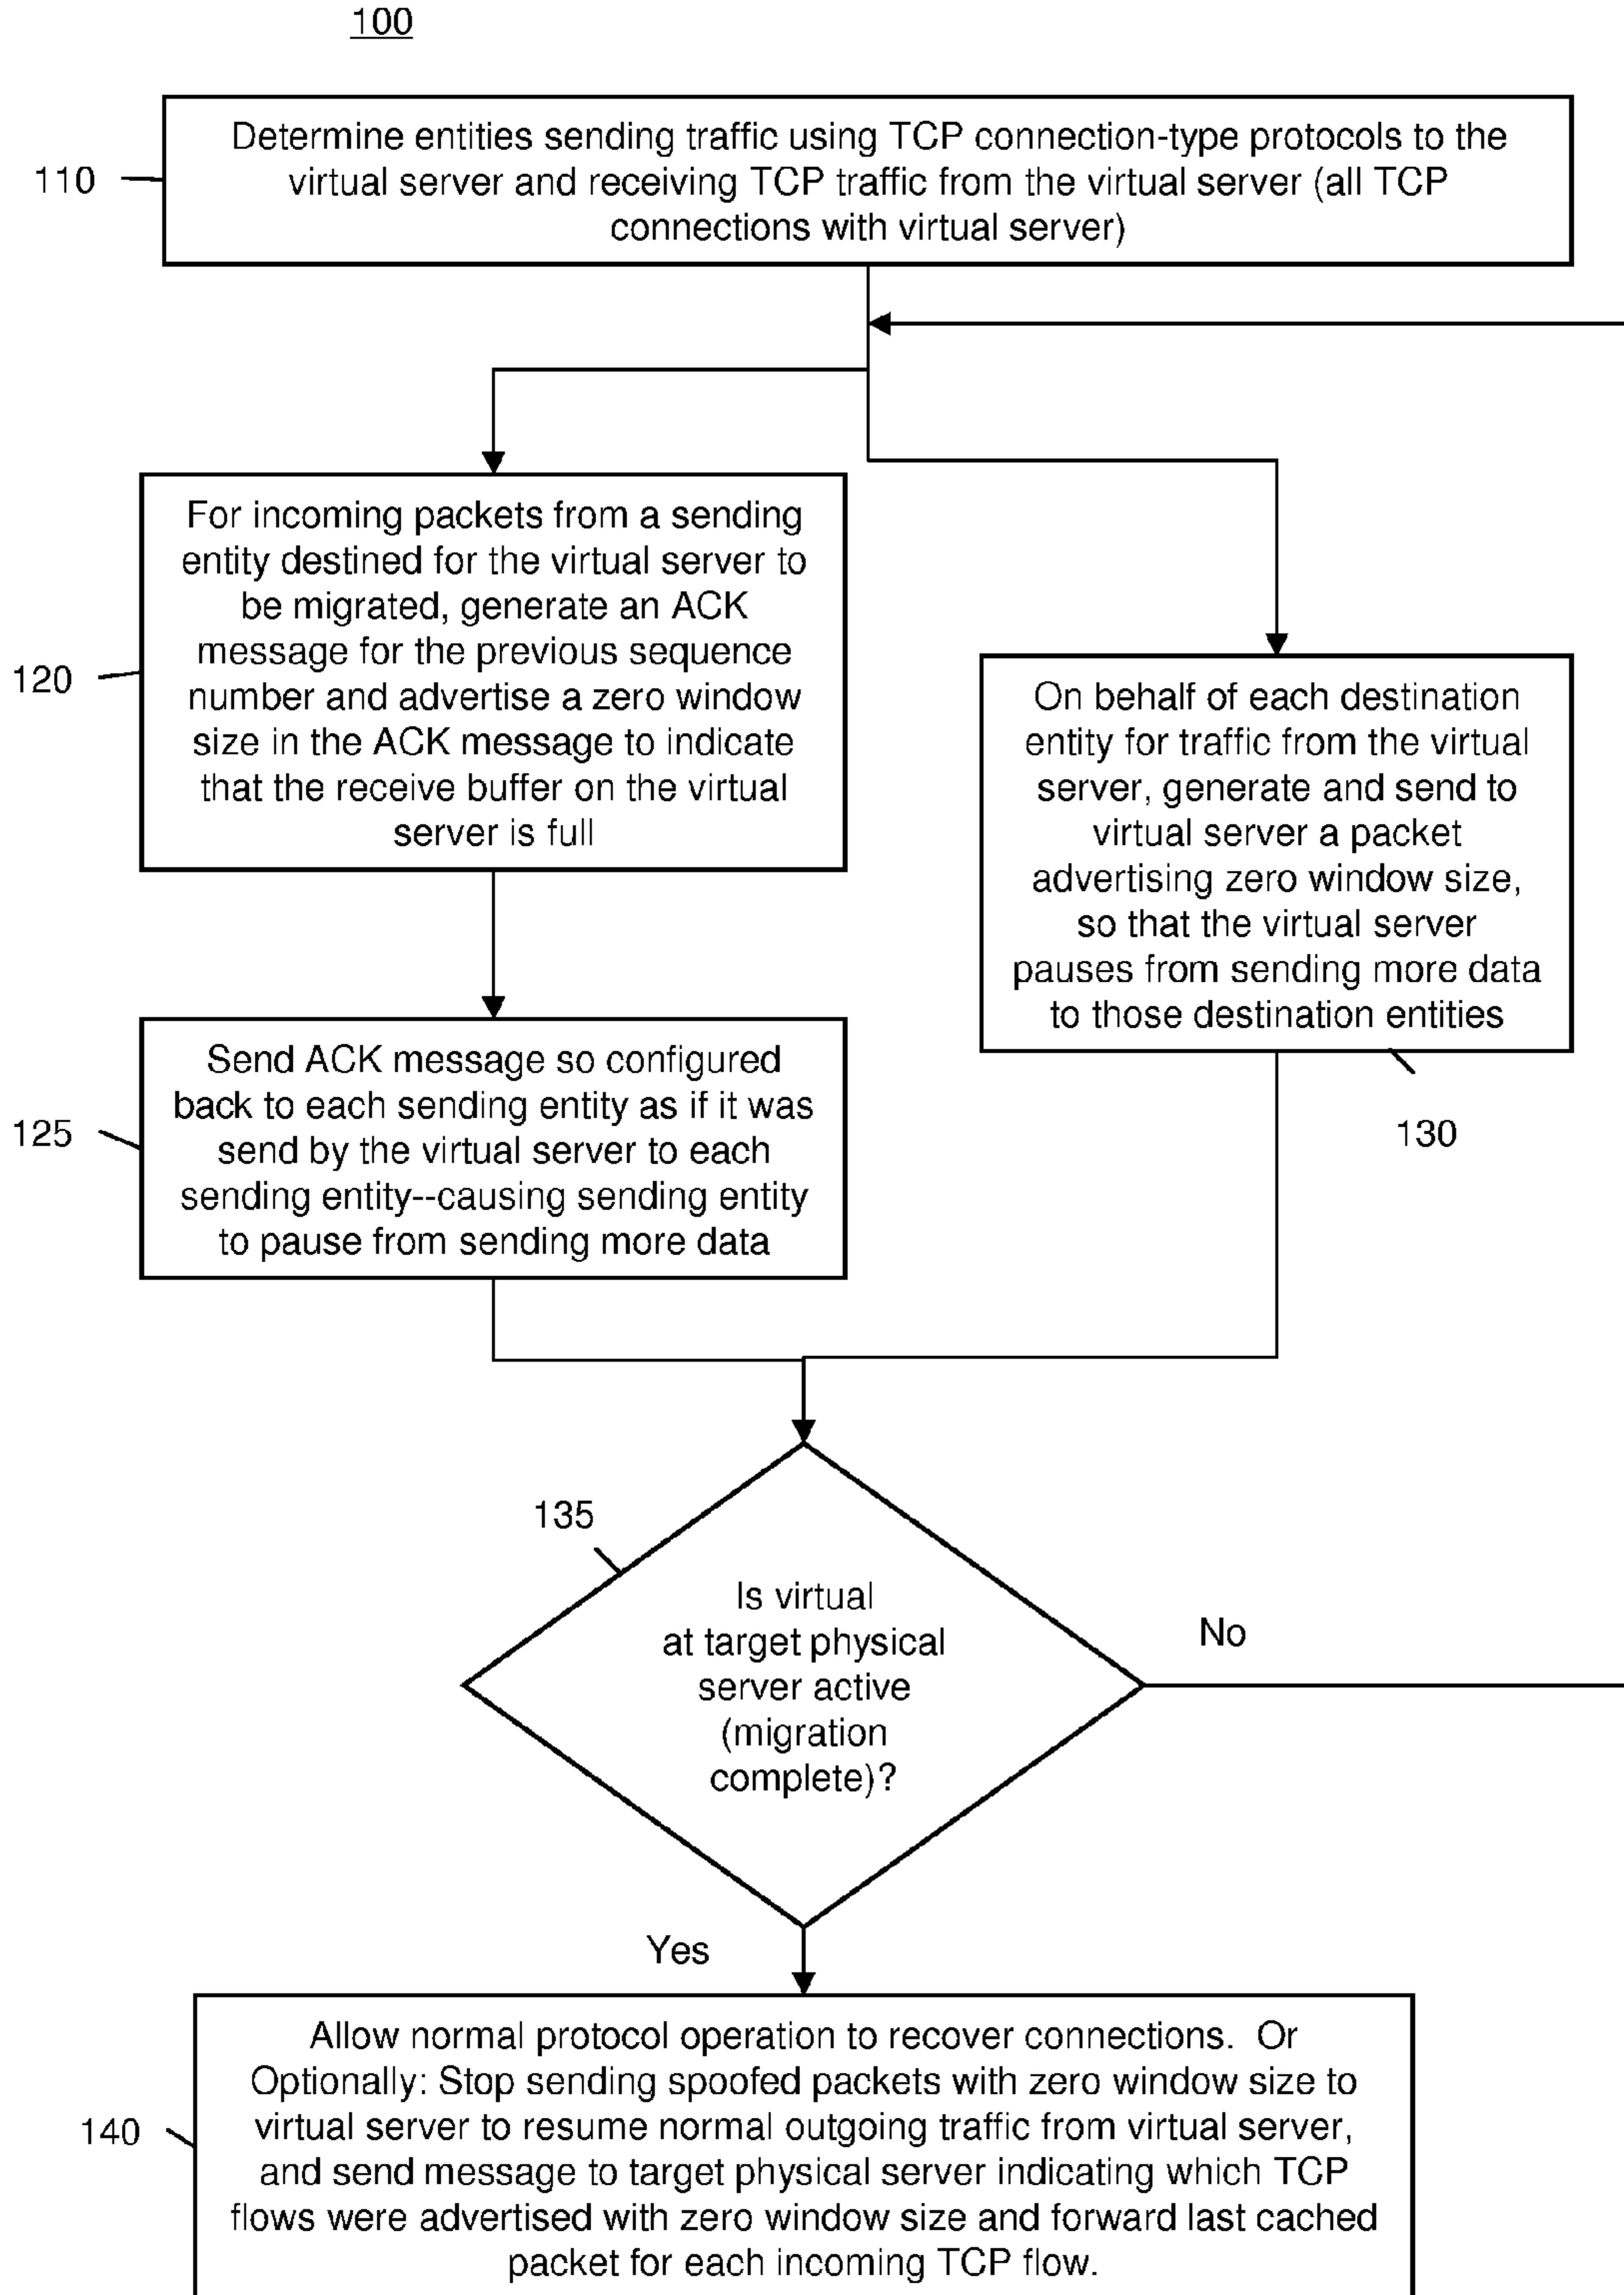 100
110
Determine entities sending traffic using TCP connection-type protocols to the
virtual server and receiving TCP traffic from the virtual server (all TCP
connections with virtual server)
120
For incoming packets from a sending
entity destined for the virtual server to
be migrated, generate an ACK
message for the previous sequence
number and advertise a zero window
size in the ACK message to indicate
that the receive buffer on the virtual
server is full
On behalf of each destination
entity for traffic from the virtual
server, generate and send to
virtual server a packet
advertising zero window size,
so that the virtual server
pauses from sending more data
to those destination entities
130
125
Send ACK message so configured
back to each sending entity as if it was
send by the virtual server to each
sending entity--causing sending entity
to pause from sending more data
135
Is virtual
at target physical
server active
(migration
complete)?
No
Yes
140
Allow normal protocol operation to recover connections.  Or
Optionally: Stop sending spoofed packets with zero window size to
virtual server to resume normal outgoing traffic from virtual server,
and send message to target physical server indicating which TCP
flows were advertised with zero window size and forward last cached
packet for each incoming TCP flow.